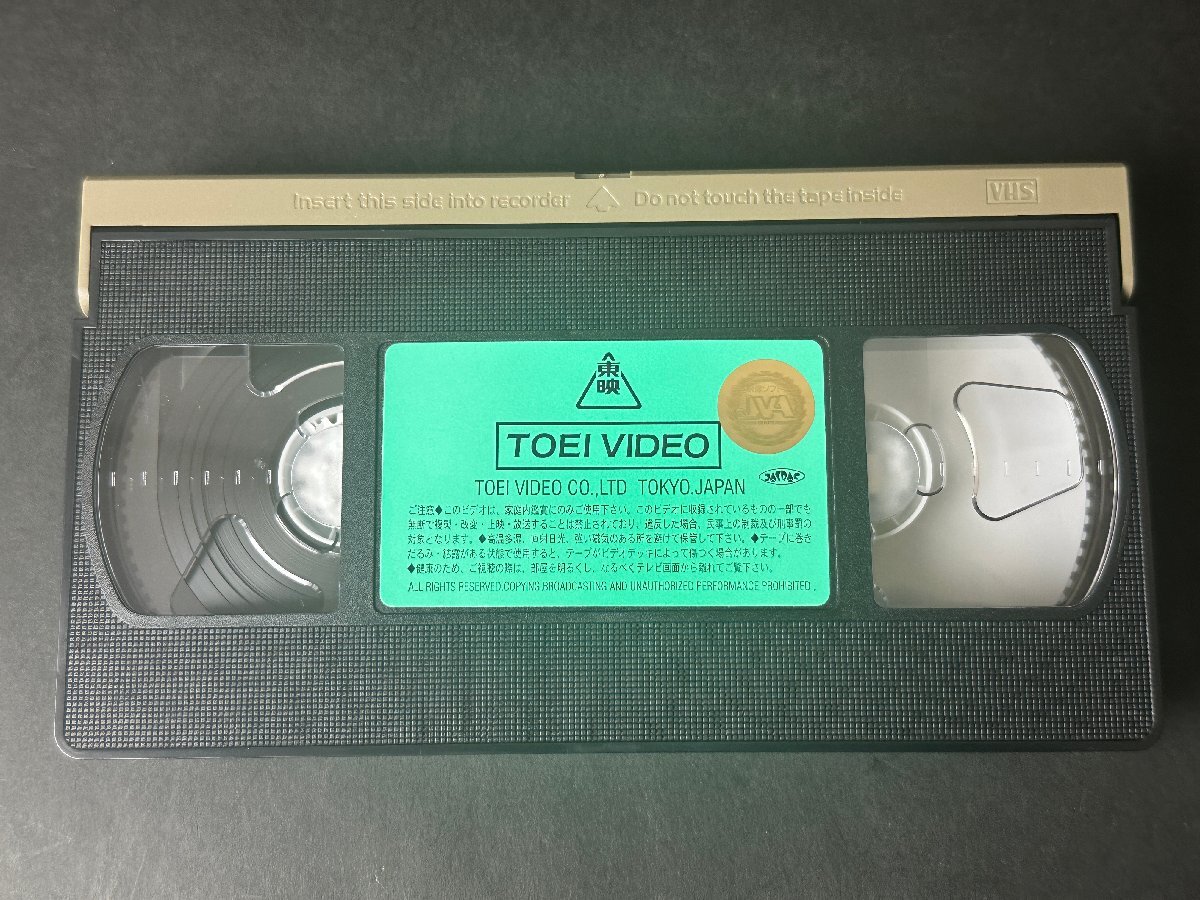 Insert this side into recorder Do not touch the tape inside VHS
東
映
JVA
TOEI VIDEO
JASRAC
TOEI VIDEO CO.,LTD TOKYO.JAPAN
ご注意◆このビデオは、家庭内鑑賞にのみご使用下さい。このビデオに収録されているものの一部でも
無断で複製・改変・上映・放送することは禁止されており、違反した場合、民事上の制裁及び刑事罰の
対象となります。◆高温多湿、直射日光、強い磁気のある所を避けて保管して下さい。◆テープに巻き
だるみ・結露がある状態で使用すると、テープがビデオデッキによって傷つく場合があります。
◆健康のため、ご視聴の際は、部屋を明るくし、なるべくテレビ画面から離れてご覧下さい。
ALL RIGHTS RESERVED.COPYING BROADCASTING AND UNAUTHORIZED PERFORMANCE PROHIBITED.